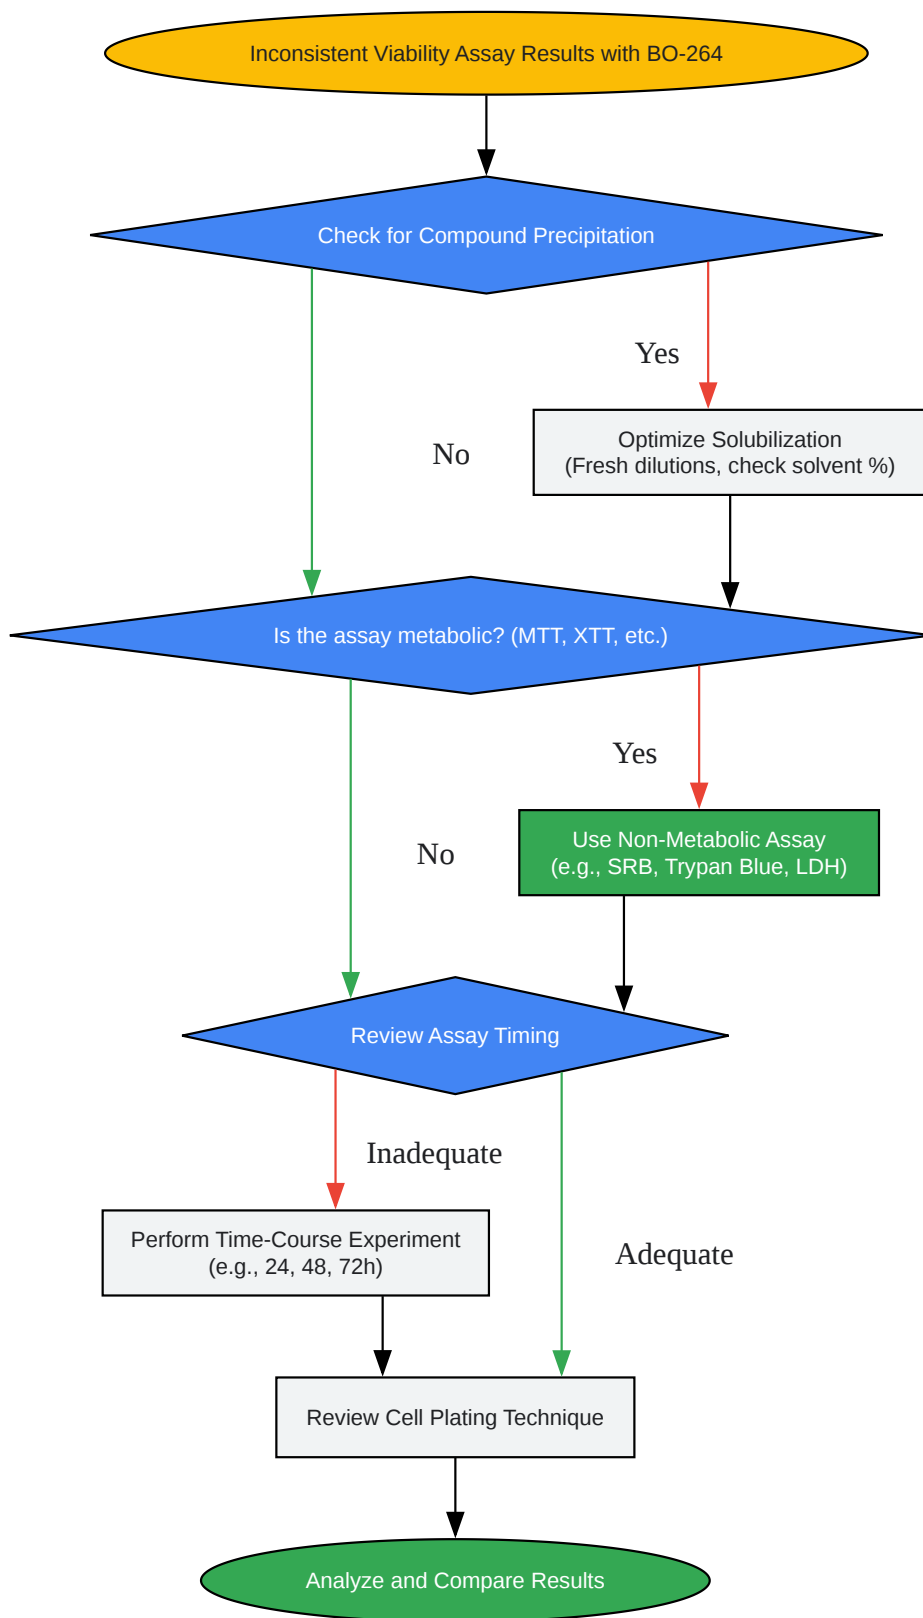 Inconsistent Viability Assay Results with BO-264
Check for Compound Precipitation
Yes
No
Optimize Solubilization
(Fresh dilutions, check solvent %)
Is the assay metabolic? (MTT, XTT, etc.)
Yes
No
Use Non-Metabolic Assay
(e.g., SRB, Trypan Blue, LDH)
Review Assay Timing
Inadequate
Adequate
Perform Time-Course Experiment
(e.g., 24, 48, 72h)
Review Cell Plating Technique
Analyze and Compare Results